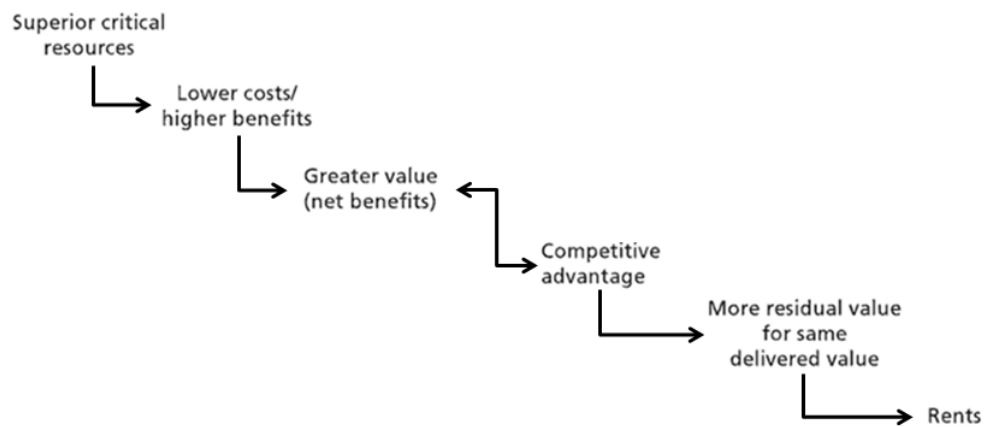 Superior critical
resources
Lower costs/
higher benefits
Greater value
(net benefits)
Competitive
advantage
More residual value
for same
delivered value
Rents